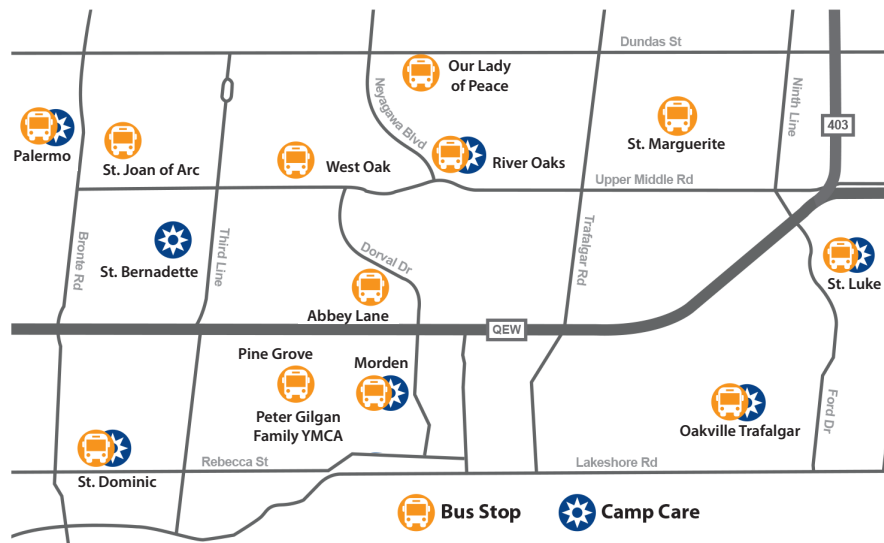 Dundas St
Our Lady
of Peace
Neyagawa Blvd
Ninth Line
403
Palermo
St. Joan of Arc
West Oak
River Oaks
St. Marguerite
Upper Middle Rd
Bronte Rd
St. Bernadette
Third Line
Dorval Dr
Trafalgar Rd
St. Luke
Abbey Lane
QEW
Pine Grove
Morden
Peter Gilgan
Family YMCA
Oakville Trafalgar
Ford Dr
St. Dominic
Rebecca St
Lakeshore Rd
Bus Stop
Camp Care